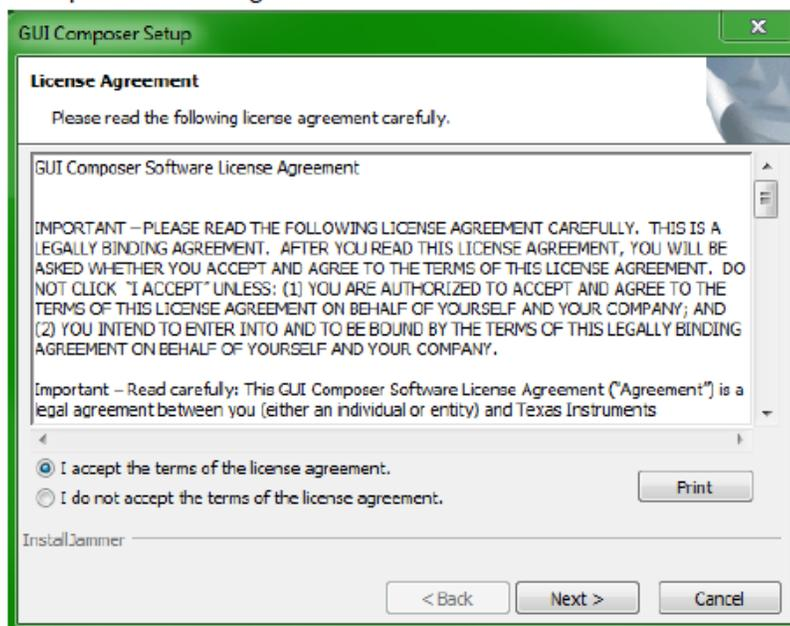 GUI Composer Setup
x
License Agreement
Please read the following license agreement carefully.
GUI Composer Software License Agreement
IMPORTANT – PLEASE READ THE FOLLOWING LICENSE AGREEMENT CAREFULLY. THIS IS A
LEGALLY BINDING AGREEMENT. AFTER YOU READ THIS LICENSE AGREEMENT, YOU WILL BE
ASKED WHETHER YOU ACCEPT AND AGREE TO THE TERMS OF THIS LICENSE AGREEMENT. DO
NOT CLICK "I ACCEPT" UNLESS: (1) YOU ARE AUTHORIZED TO ACCEPT AND AGREE TO THE
TERMS OF THIS LICENSE AGREEMENT ON BEHALF OF YOURSELF AND YOUR COMPANY; AND
(2) YOU INTEND TO ENTER INTO AND TO BE BOUND BY THE TERMS OF THIS LEGALLY BINDING
AGREEMENT ON BEHALF OF YOURSELF AND YOUR COMPANY.
Important – Read carefully: This GUI Composer Software License Agreement ("Agreement") is a
legal agreement between you (either an individual or entity) and Texas Instruments
I accept the terms of the license agreement.
I do not accept the terms of the license agreement.
Print
InstallJammer
< Back Next > Cancel